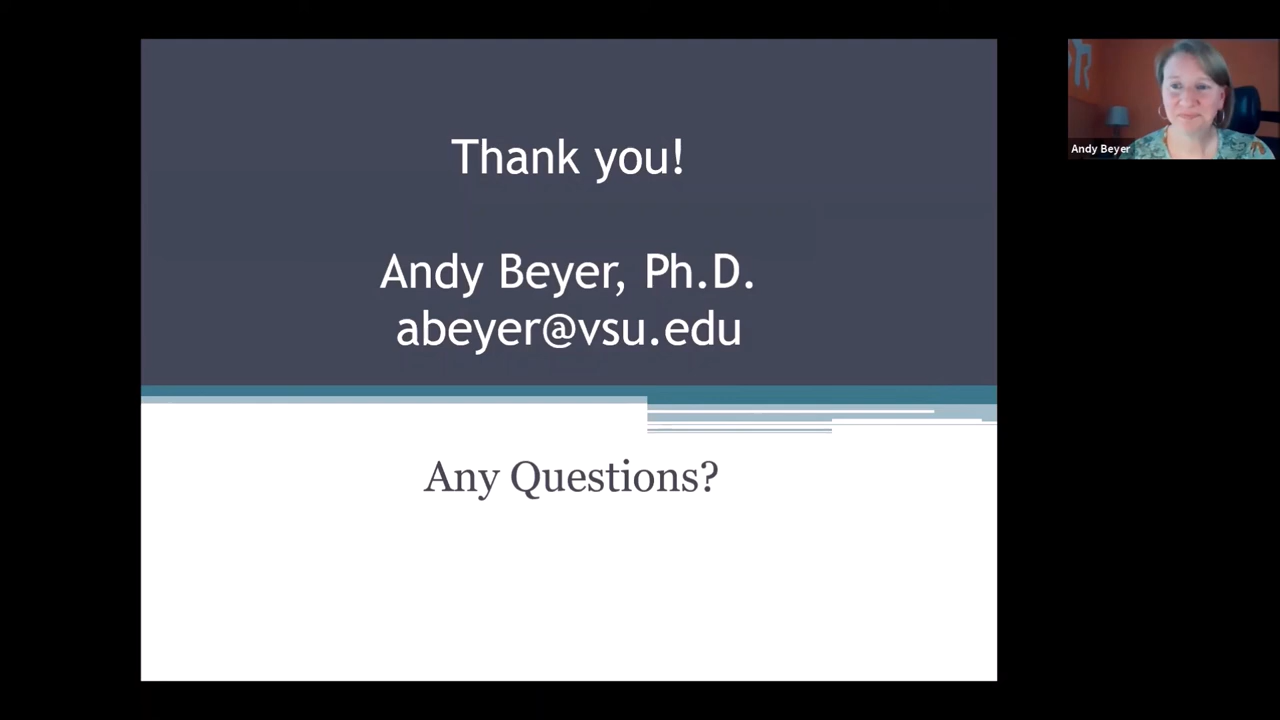 Thank you!
Andy Beyer, Ph.D.
abeyer@vsu.edu
Any Questions?
Andy Beyer